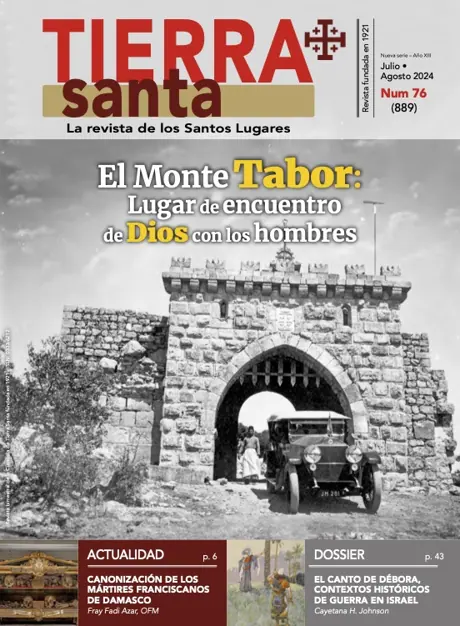 TIERRA
santa
La revista de los Santos Lugares
Revista fundada en 1921
Nueva serie – Año XIII
Julio •
Agosto 2024
Num 76
(889)
El Monte Tabor:
Lugar de encuentro
de Dios con los hombres
ACTUALIDAD p. 6
CANONIZACIÓN DE LOS
MÁRTIRES FRANCISCANOS
DE DAMASCO
Fray Fadi Azar, OFM
DOSSIER p. 43
EL CANTO DE DÉBORA,
CONTEXTOS HISTÓRICOS
DE GUERRA EN ISRAEL
Cayetana H. Johnson